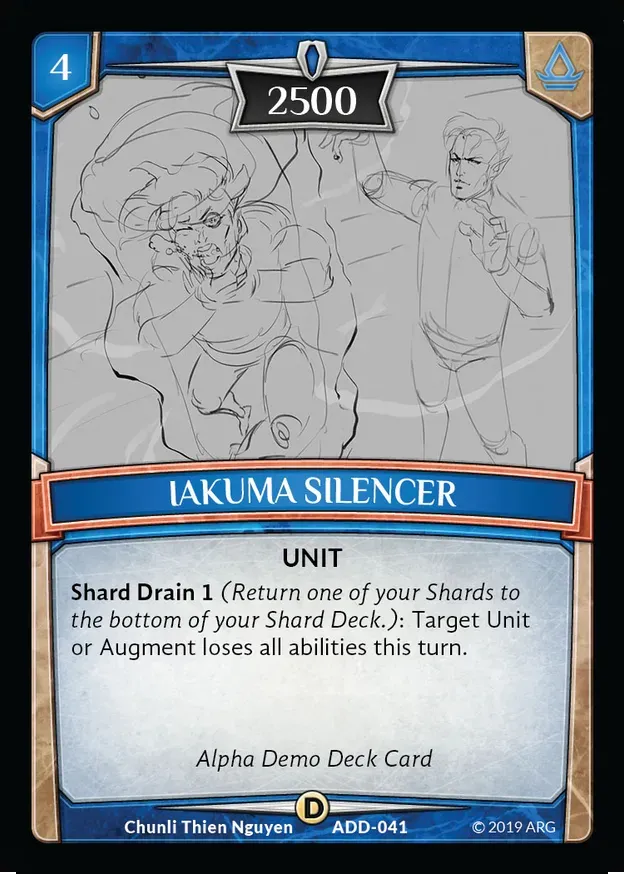 4
2500
IAKUMA SILENCER
UNIT
Shard Drain 1 (Return one of your Shards to
the bottom of your Shard Deck.): Target Unit
or Augment loses all abilities this turn.
Alpha Demo Deck Card
D
Chunli Thien Nguyen ADD-041 © 2019 ARG